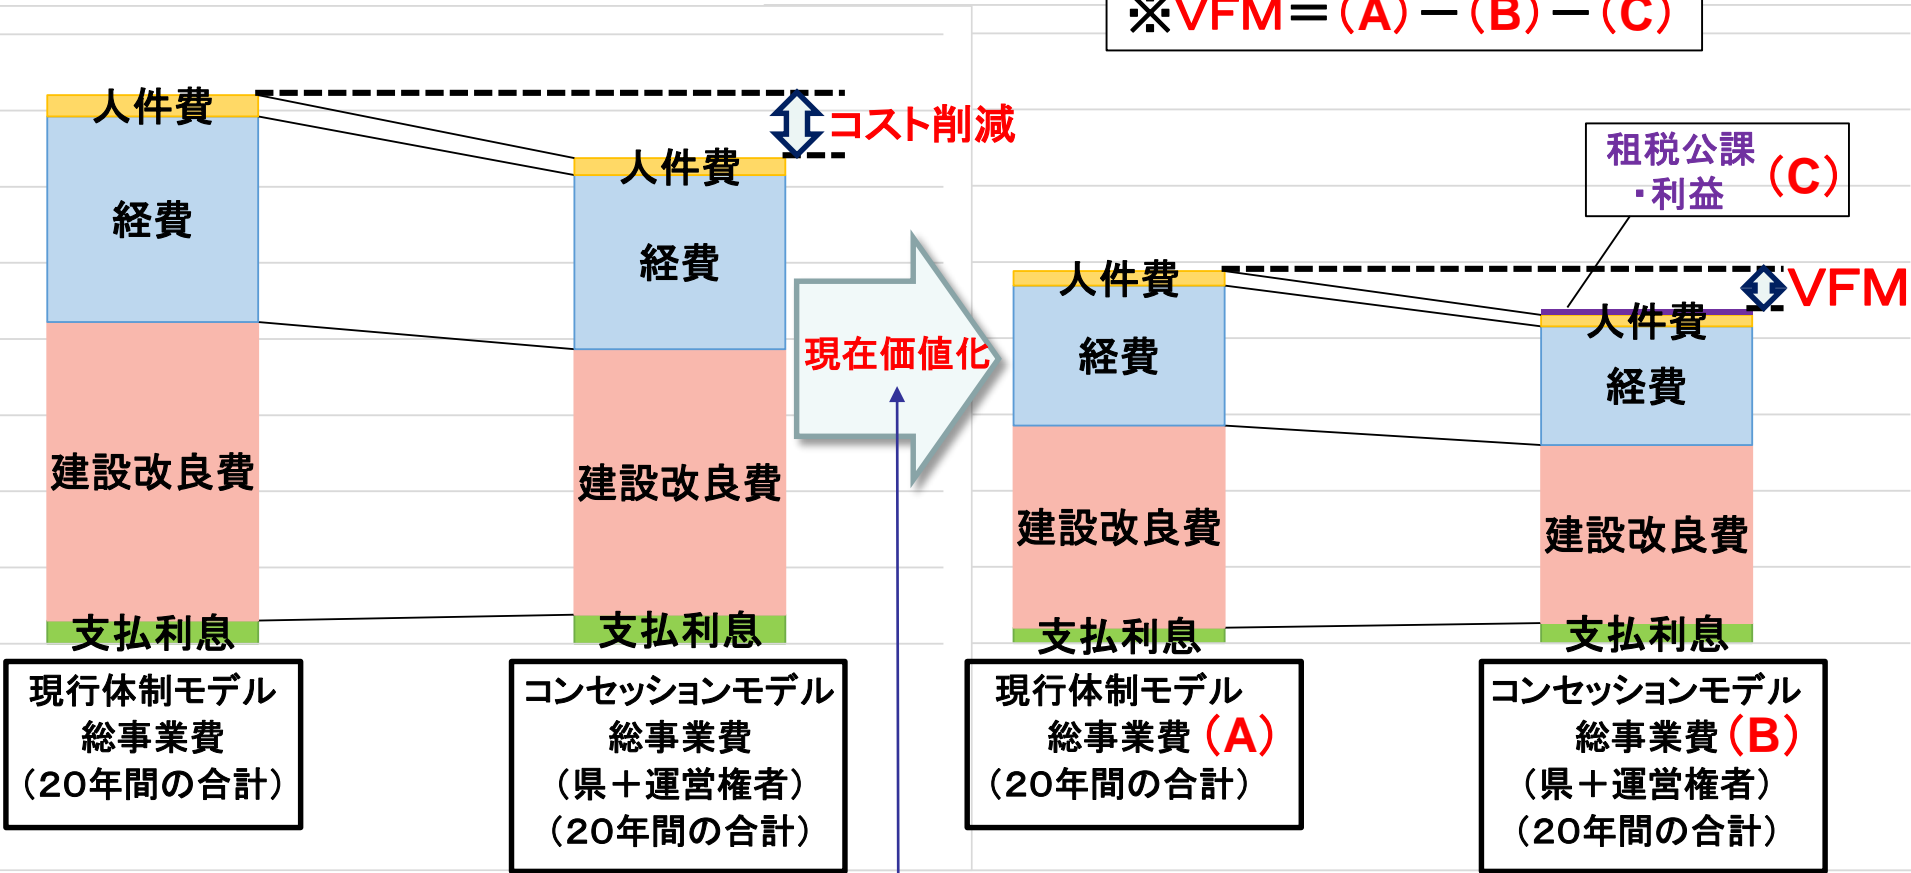 ※VFM＝(A)－(B)－(C)
人件費
経費
建設改良費
支払利息
現行体制モデル
総事業費
(20年間の合計)
コスト削減
人件費
経費
建設改良費
支払利息
コンセッションモデル
総事業費
(県＋運営権者)
(20年間の合計)
現在価値化
人件費
経費
建設改良費
支払利息
現行体制モデル
総事業費(A)
(20年間の合計)
租税公課
・利益
(C)
VFM
人件費
経費
建設改良費
支払利息
コンセッションモデル
総事業費(B)
(県＋運営権者)
(20年間の合計)